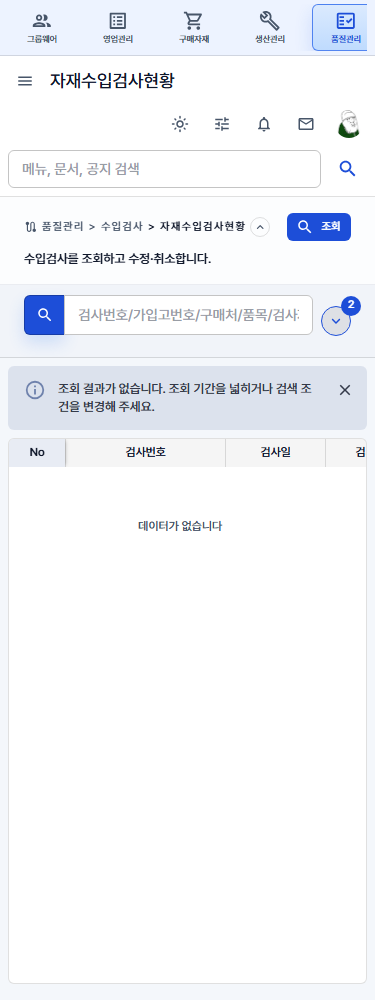 그룹웨어
영업관리
구매자재
생산관리
품질관리
자재수입검사현황
메뉴, 문서, 공지 검색
품질관리 > 수입검사 > 자재수입검사현황
조회
수입검사를 조회하고 수정·취소합니다.
검사번호/가입고번호/구매처/품목/검사
2
조회 결과가 없습니다. 조회 기간을 넓히거나 검색 조
건을 변경해 주세요.
No 검사번호 검사일 검
데이터가 없습니다